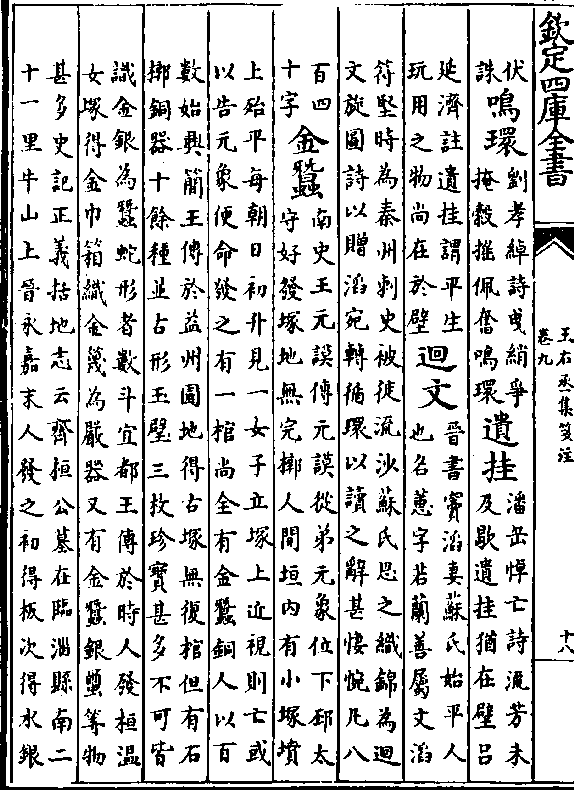 欽定四庫全書
王右丞集箋注
卷九
十八
伏
誅
鳴環
劉孝綽詩曳綃爭
掩縠搖佩奮鳴環
遺挂
潘岳悼亡詩流芳未
及歇遺挂猶在壁吕
延濟註遺挂謂平生
玩用之物尚在於壁
迴文
晉書竇滔妻蘇氏始平人
也名蕙字若蘭善屬文滔
符堅時為秦州刺史被徙流沙蘇氏思之織錦為迴
文旋圖詩以贈滔宛轉循環以讀之辭甚悽惋凡八
百四
十字
金蠶
南史王元謨傳元謨從弟元象位下邳太
守好發塚地無完槨人間垣内有小塚墳
上殆平每朝日初升見一女子立塚上近視則亡或
以告元象便命發之有一棺尚全有金蠶銅人以百
數始興簡王傳於益州園地得古塚無復棺但有石
槨銅器十餘種並古形玉璧三枚珍寶甚多不可皆
識金銀為蠶蛇形者數斗宜都王傳於時人發桓温
女塚得金巾箱織金篾為嚴器又有金蠶銀蠒等物
甚多史記正義括地志云齊桓公墓在臨淄縣南二
十一里牛山上晉永嘉末人發之初得板次得水銀